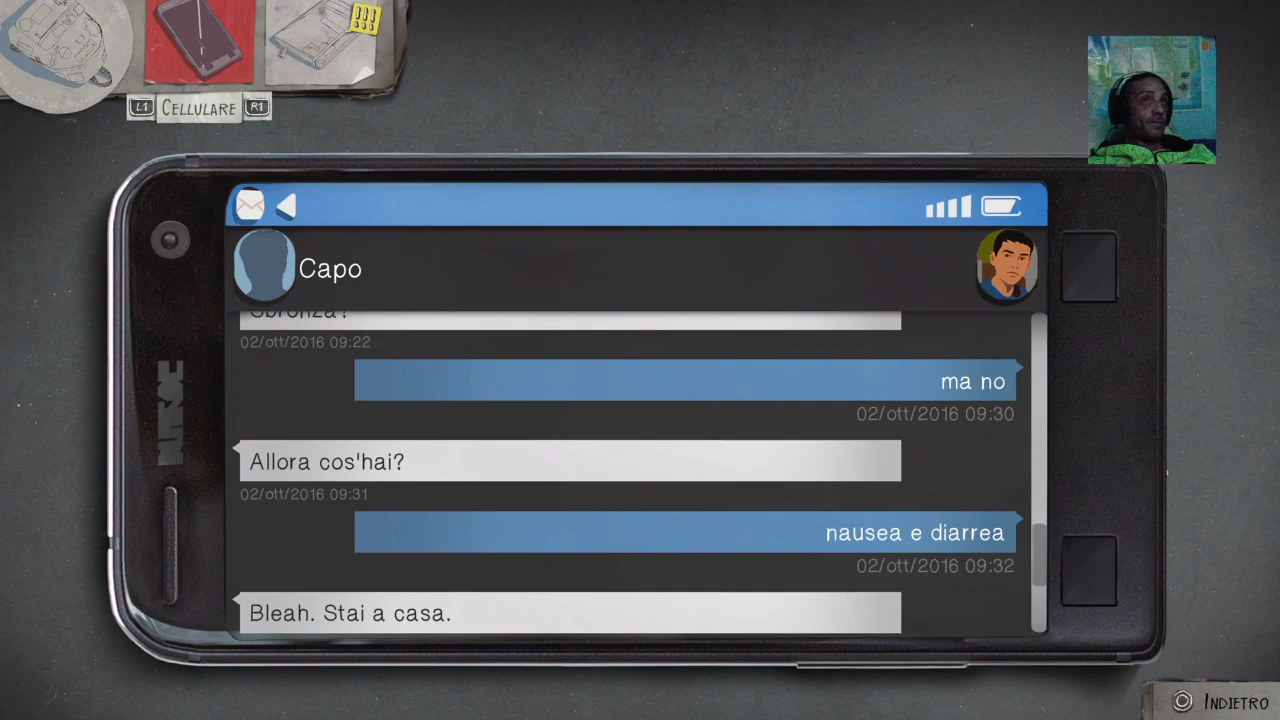 L1 CELLULARE R1
Capo
Sbronza?
02/ott/2016 09:22
ma no
02/ott/2016 09:30
Allora cos'hai?
02/ott/2016 09:31
nausea e diarrea
02/ott/2016 09:32
Bleah. Stai a casa.
INDIETRO